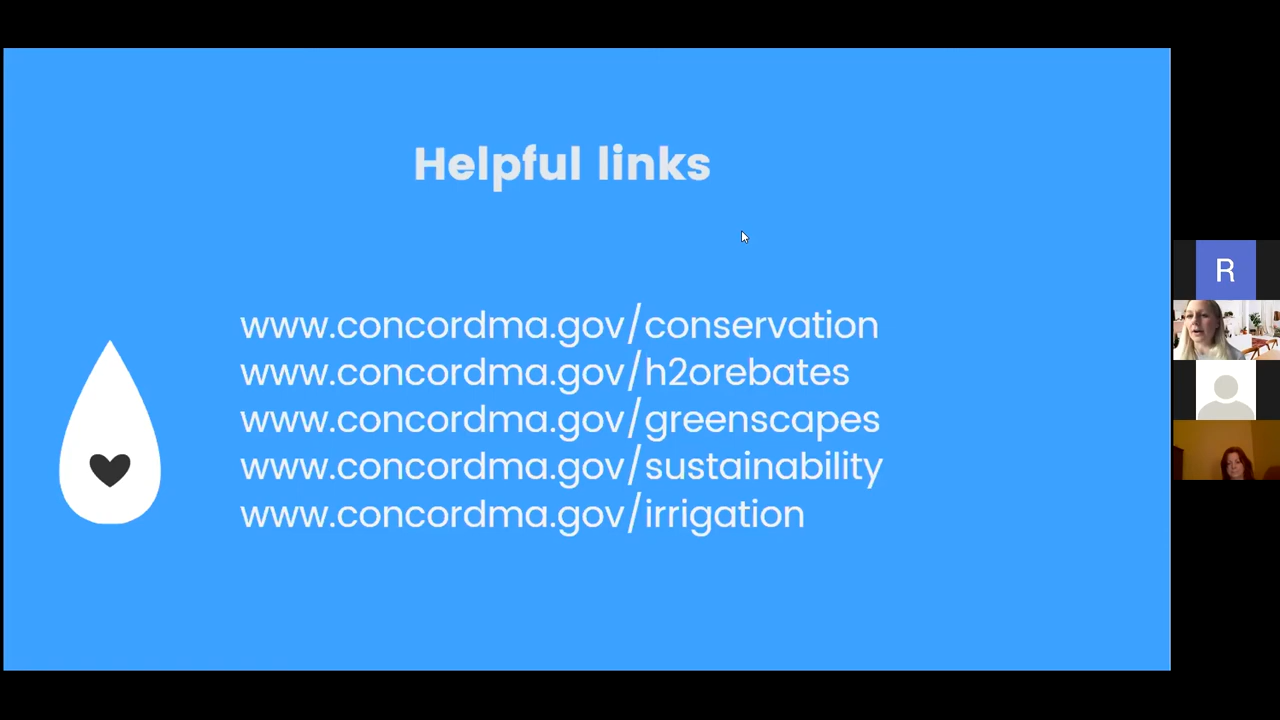 Helpful links
www.concordma.gov/conservation
www.concordma.gov/h2orebates
www.concordma.gov/greenscapes
www.concordma.gov/sustainability
www.concordma.gov/irrigation
R